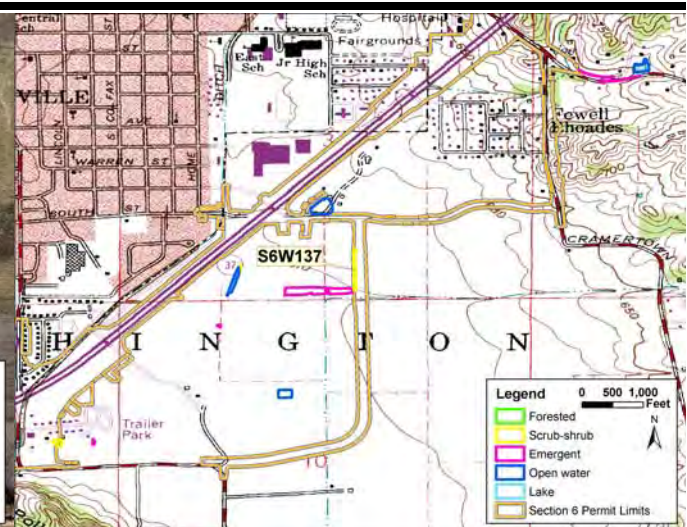 Central
Sch
ST
Hospital
Fairgrounds
East
Sch
Jr High
Sch
DITCH
VILLE
LINCOLN
S COLFAX
AVE
HOME
WARREN ST
SOUTH ST
Fewell
Rhoades
700
CRAMERTOWN
650
S6W137
37
H I N G T O N
Trailer
Park
10
Legend
0 500 1,000
Feet
N
Forested
Scrub-shrub
Emergent
Open water
Lake
Section 6 Permit Limits